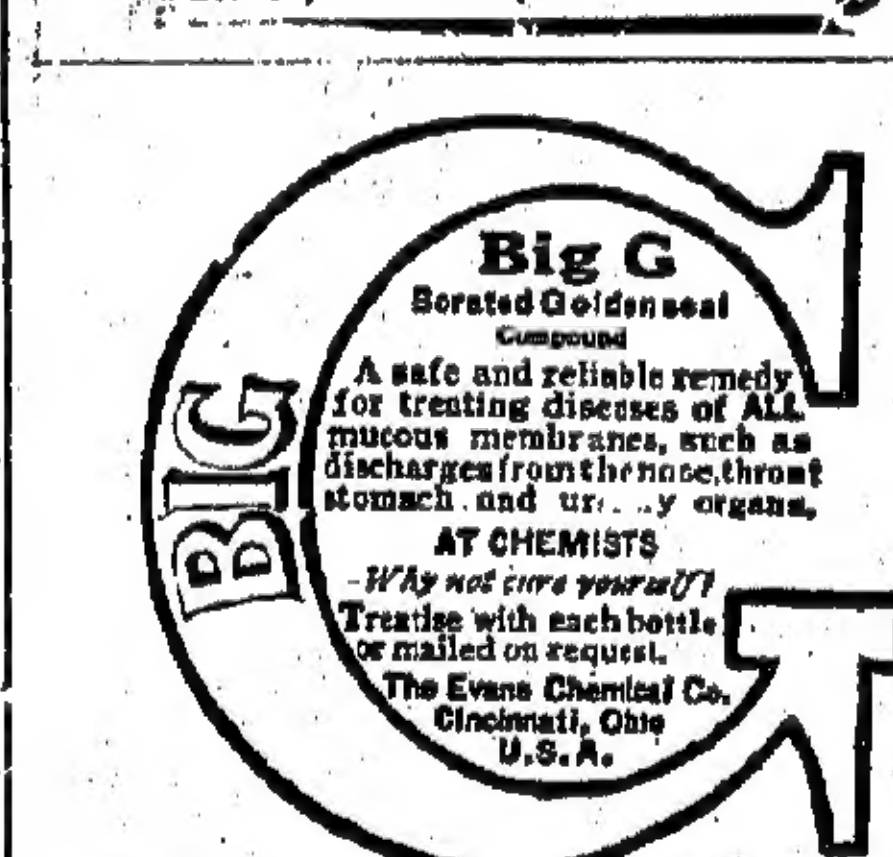 BIG
Big G
Borated Goldenseal
Compound
A safe and reliable remedy
for treating diseases of ALL
mucous membranes, such as
discharges from the nose, throat
stomach and organs,
AT CHEMISTS
Why not cure yourself?
Treatise with each bottle
or mailed on request.
The Evans Chemical Co.
Cincinnati, Ohio
U.S.A.